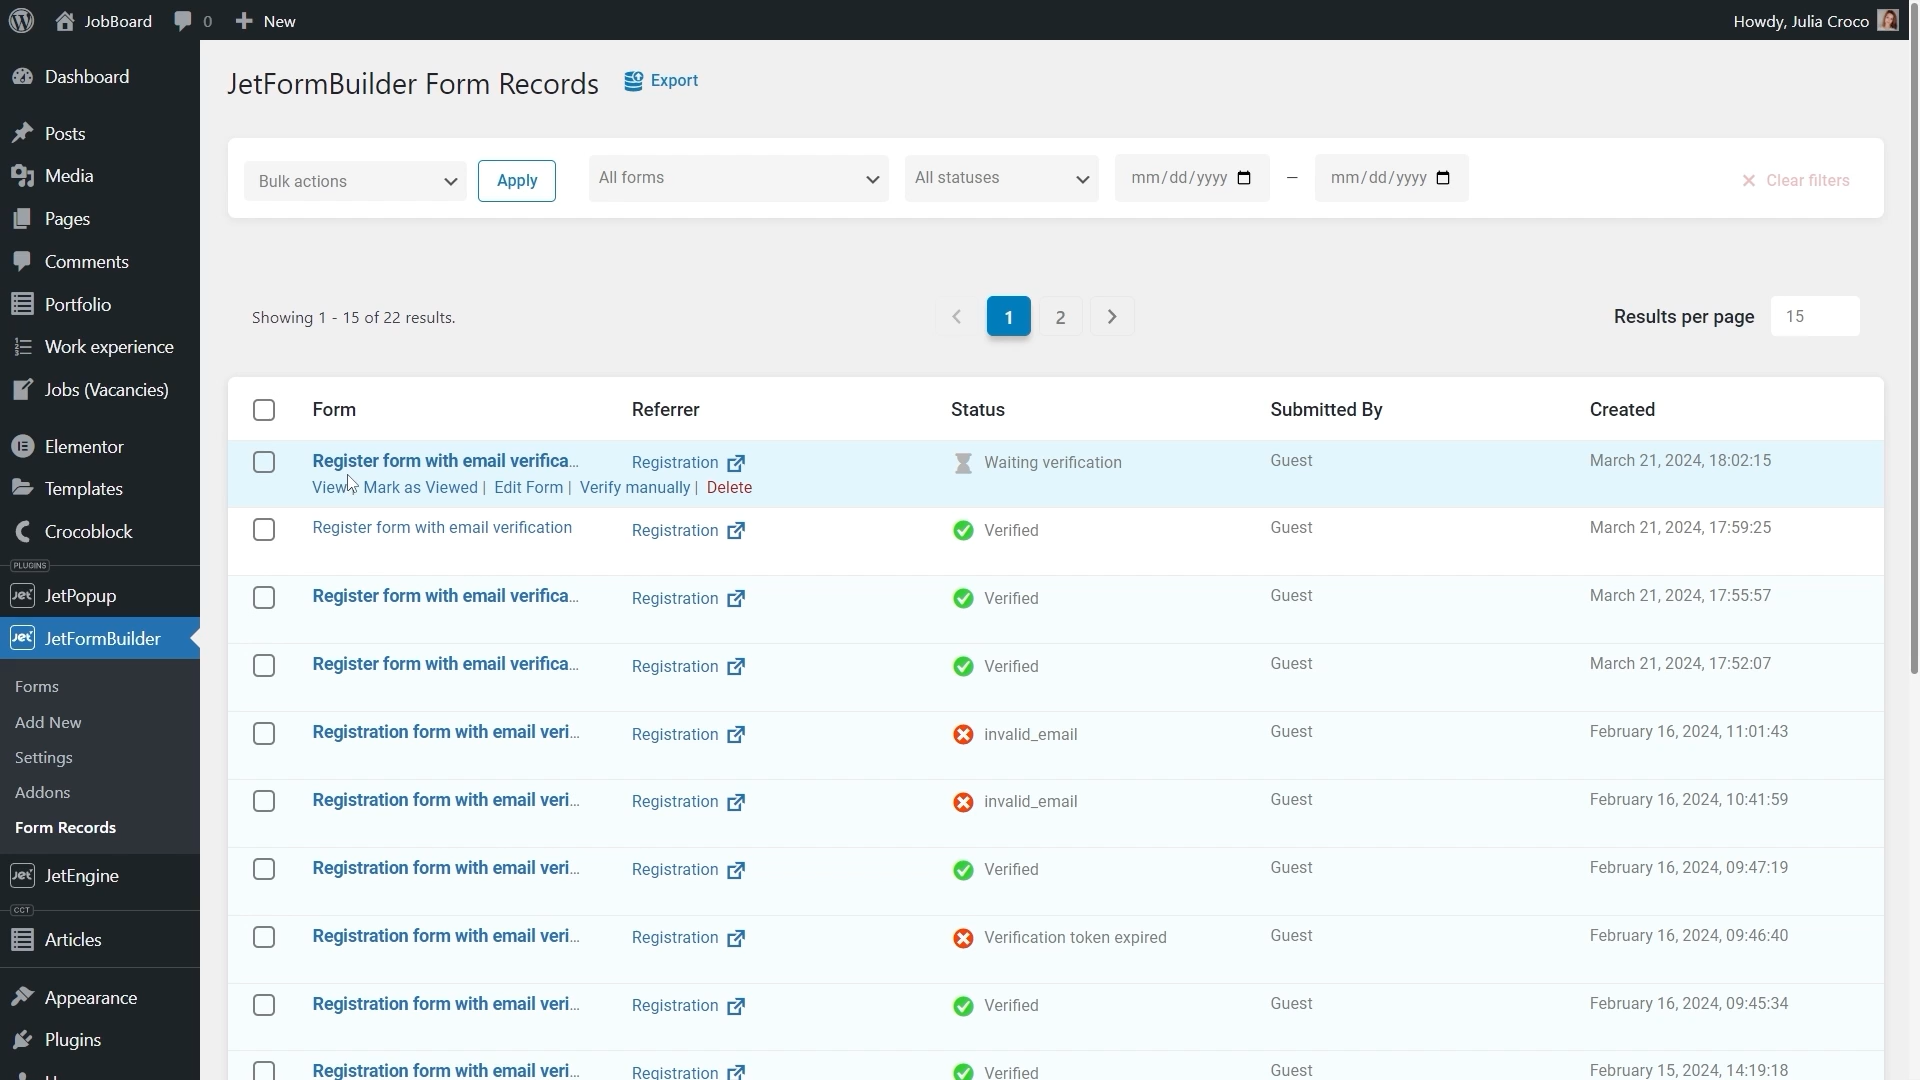 JobBoard 0 New Howdy, Julia Croco
Dashboard
Posts
Media
Pages
Comments
Portfolio
Work experience
Jobs (Vacancies)
Elementor
Templates
Crocoblock
PLUGINS
Jet JetPopup
Jet JetFormBuilder
Forms
Add New
Settings
Addons
Form Records
Jet JetEngine
CCT
Articles
Appearance
Plugins
JetFormBuilder Form Records Export
Bulk actions Apply All forms All statuses mm/dd/yyyy – mm/dd/yyyy Clear filters
Showing 1 - 15 of 22 results. 1 2 Results per page 15
Form Referrer Status Submitted By Created
Register form with email verifica... Registration Waiting verification Guest March 21, 2024, 18:02:15
View Mark as Viewed | Edit Form | Verify manually | Delete
Register form with email verification Registration Verified Guest March 21, 2024, 17:59:25
Register form with email verifica... Registration Verified Guest March 21, 2024, 17:55:57
Register form with email verifica... Registration Verified Guest March 21, 2024, 17:52:07
Registration form with email veri... Registration invalid_email Guest February 16, 2024, 11:01:43
Registration form with email veri... Registration invalid_email Guest February 16, 2024, 10:41:59
Registration form with email veri... Registration Verified Guest February 16, 2024, 09:47:19
Registration form with email veri... Registration Verification token expired Guest February 16, 2024, 09:46:40
Registration form with email veri... Registration Verified Guest February 16, 2024, 09:45:34
Registration form with email veri... Registration Verified Guest February 15, 2024, 14:19:18